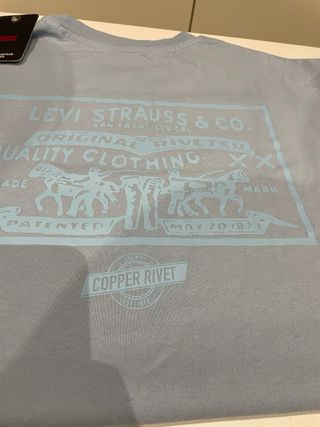 LEVI STRAUSS & CO.
SAN FRANCISCO CAL.
ORIGINAL RIVETED
QUALITY CLOTHING. XX
ADE MARK
PATENTED MAY 20 1873
COPPER RIVET